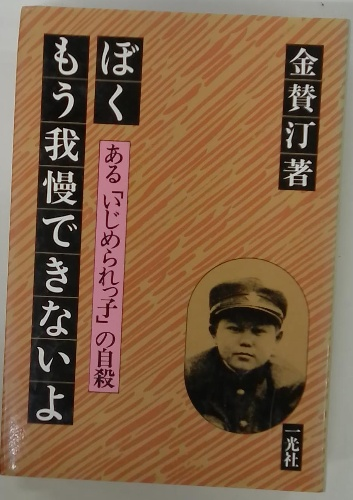 金賛汀著
ぼく
もう我慢できないよ
ある「いじめられっ子」の自殺
一光社